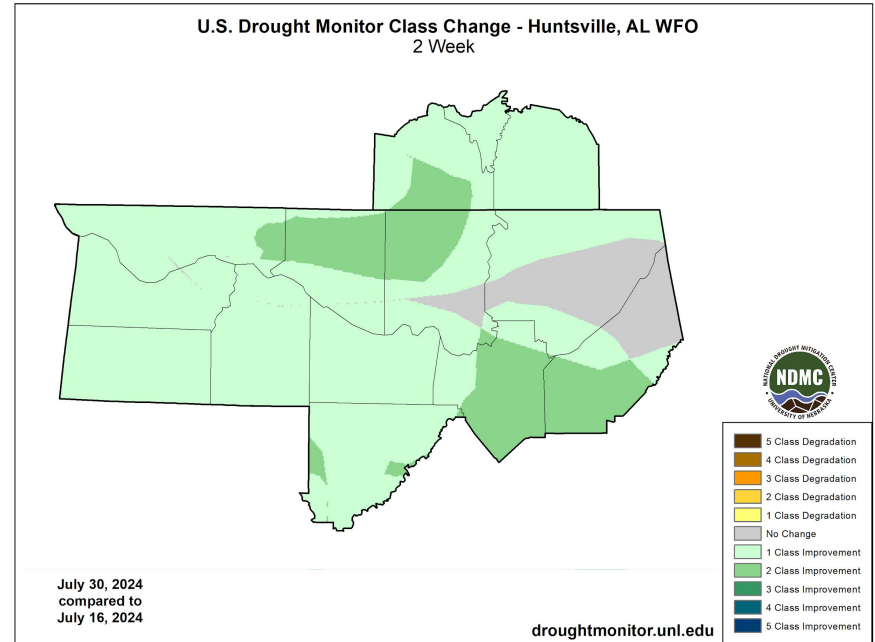 U.S. Drought Monitor Class Change - Huntsville, AL WFO
2 Week
NATIONAL DROUGHT MITIGATION CENTER
NDMC
UNIVERSITY OF NEBRASKA
5 Class Degradation
4 Class Degradation
3 Class Degradation
2 Class Degradation
1 Class Degradation
No Change
1 Class Improvement
2 Class Improvement
3 Class Improvement
4 Class Improvement
5 Class Improvement
July 30, 2024
compared to
July 16, 2024
droughtmonitor.unl.edu